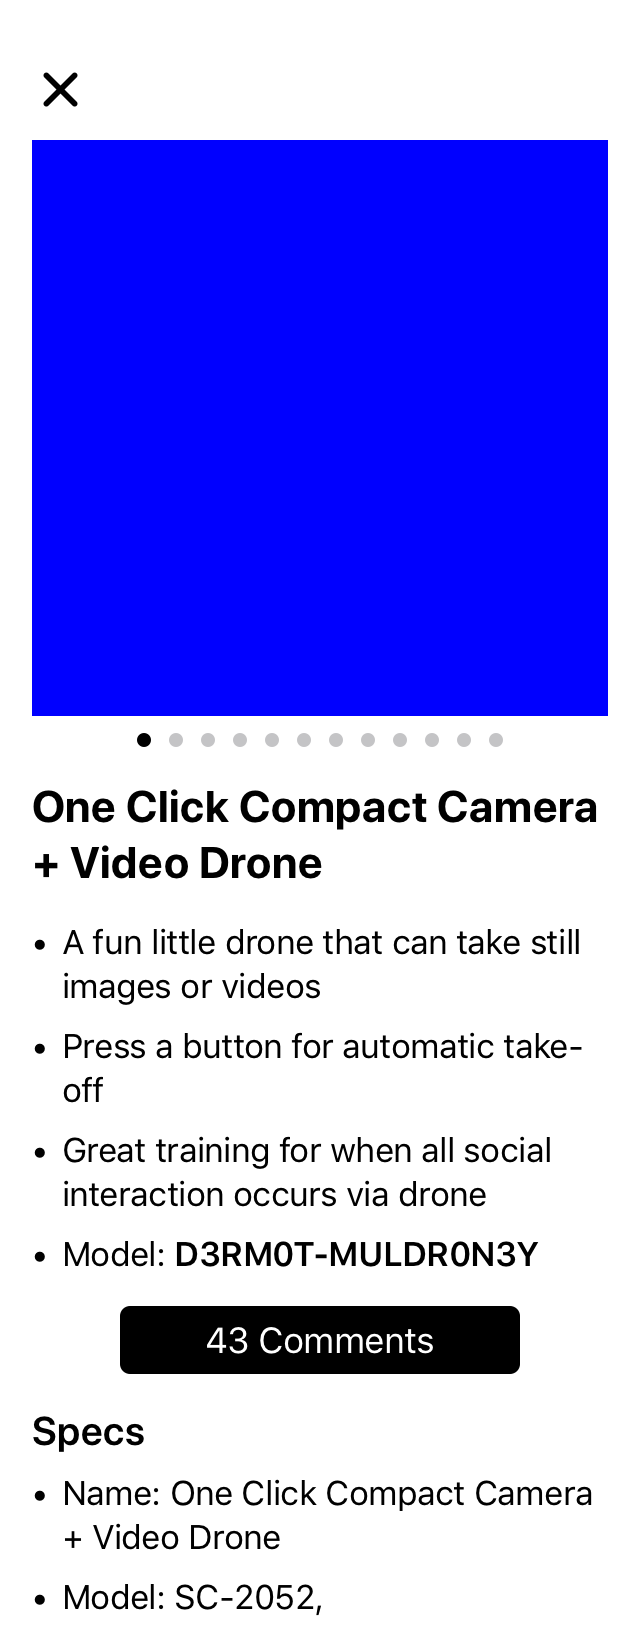 One Click Compact Camera
+ Video Drone
• A fun little drone that can take still
images or videos
• Press a button for automatic take-
off
• Great training for when all social
interaction occurs via drone
• Model: D3RM0T-MULDR0N3Y
43 Comments
Specs
• Name: One Click Compact Camera
+ Video Drone
• Model: SC-2052,